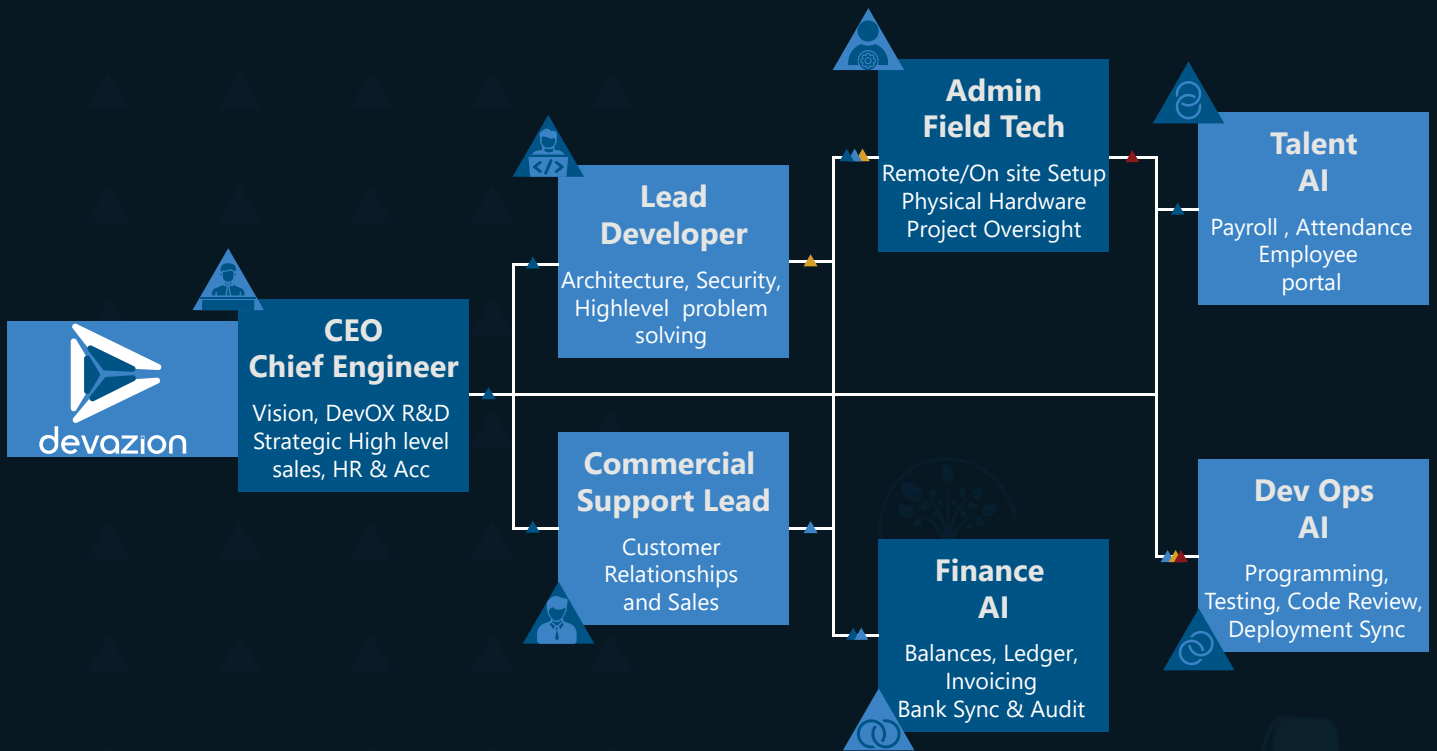 devazion
CEO
Chief Engineer
Vision, DevOX R&D
Strategic High level
sales, HR & Acc
Lead
Developer
</>
Architecture, Security,
Highlevel  problem
solving
Commercial
Support Lead
Customer
Relationships
and Sales
Admin
Field Tech
Remote/On site Setup
Physical Hardware
Project Oversight
Finance
AI
Balances, Ledger,
Invoicing
Bank Sync & Audit
Talent
AI
Payroll , Attendance
Employee
portal
Dev Ops
AI
Programming,
Testing, Code Review,
Deployment Sync